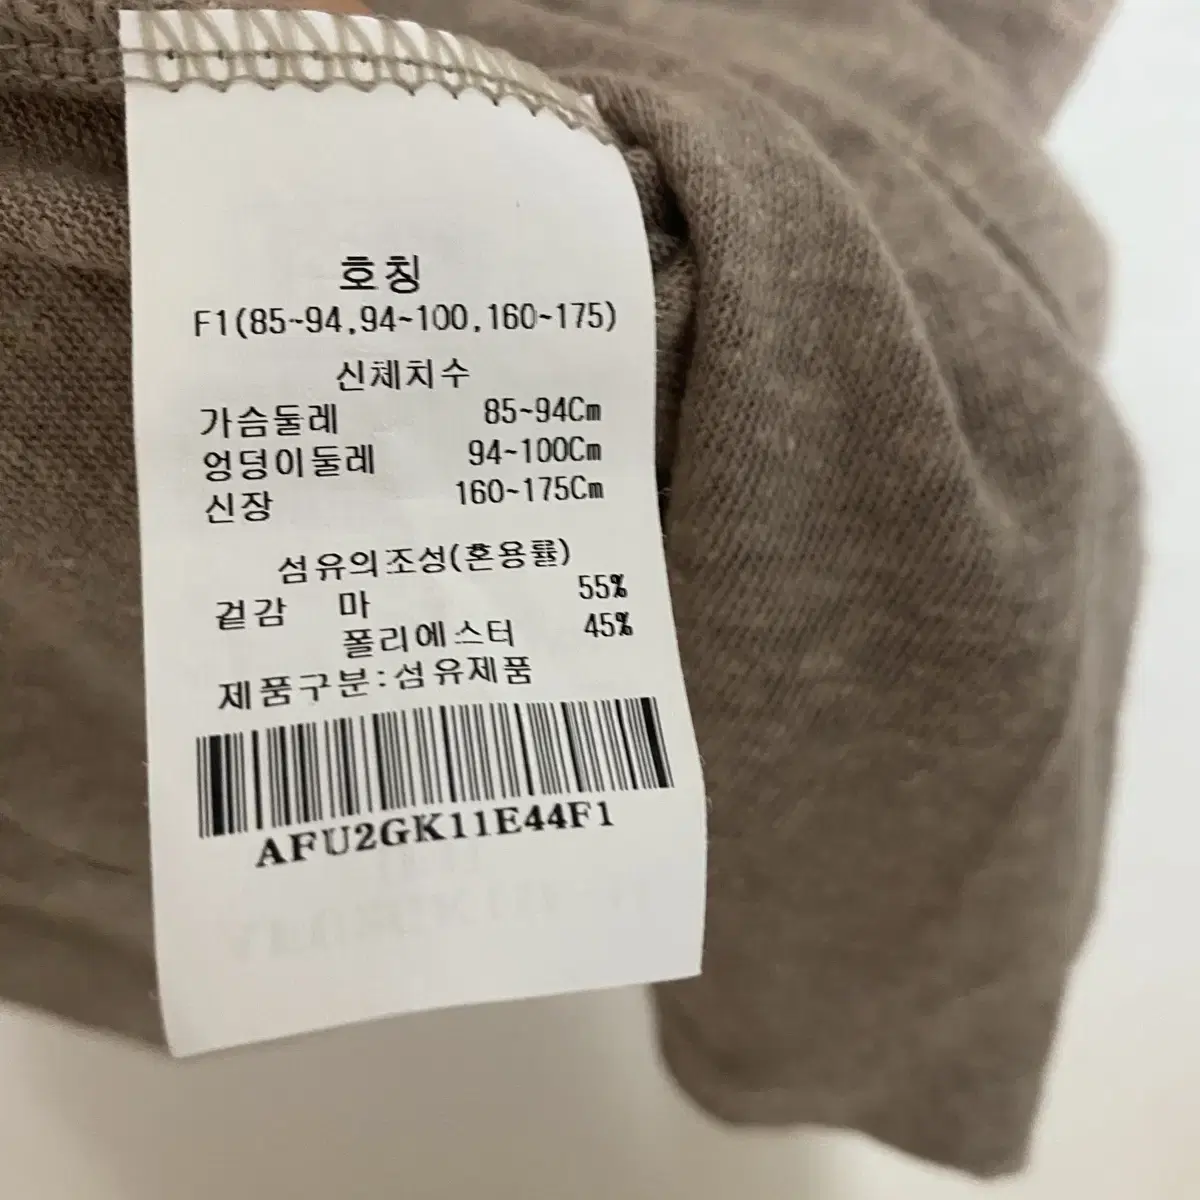 호칭
F1(85~94,94~100,160~175)
신체치수
가슴둘레 85~94Cm
엉덩이둘레 94~100Cm
신장 160~175Cm
섬유의조성(혼용률)
겉감 마 55%
폴리에스터 45%
제품구분:섬유제품
AFU2GK11E44F1